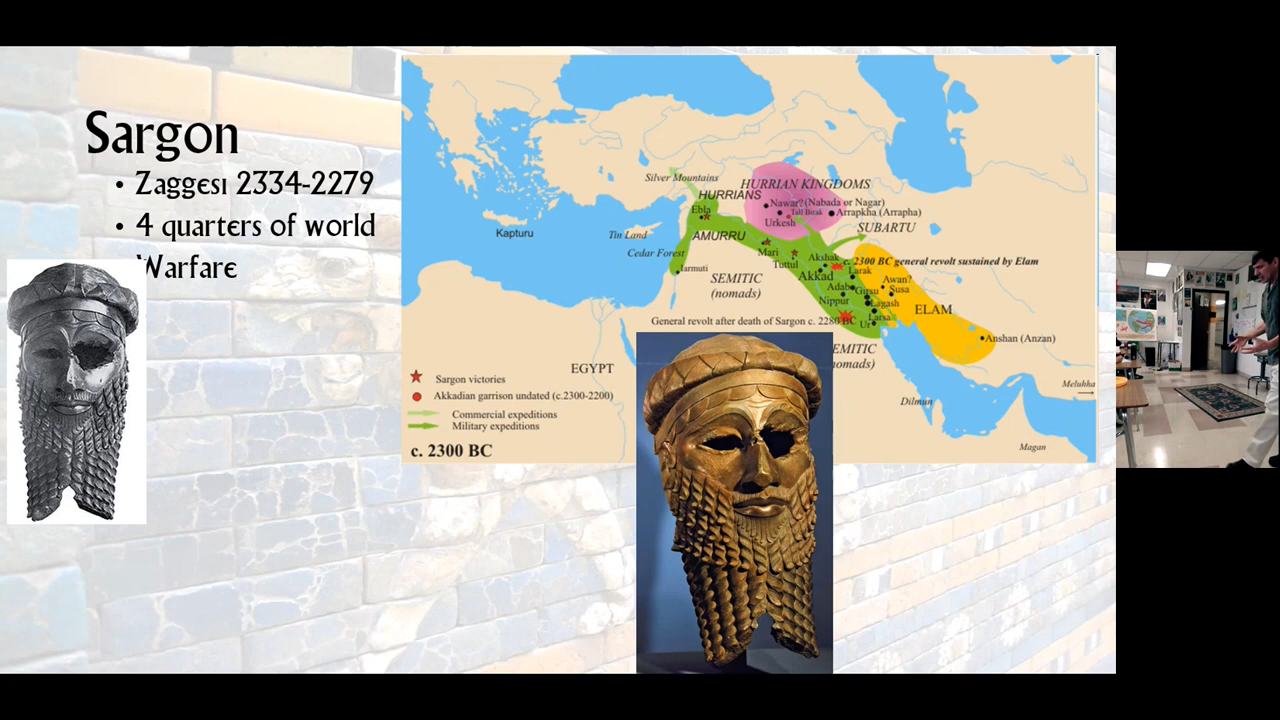 Sargon
• Zaggesi 2334-2279
• 4 quarters of world
Warfare
Silver Mountains
HURRIAN KINGDOMS
HURRIANS
Nawar? (Nabada or Nagar)
Ebla
Tall Birak
Arrapkha (Arrapha)
Urkesh
SUBARTU
Kapturu
Tin Land
AMURRU
Cedar Forest
Mari
Akshak
c. 2300 BC general revolt sustained by Elam
Iarmuti
Tuttul
Larak
SEMITIC
(nomads)
Akkad
Awan?
Adab
Girsu
Susa
Nippur
Lagash
ELAM
General revolt after death of Sargon c. 2280 BC
Larsa
Ur
Anshan (Anzan)
EMITIC
nomads)
EGYPT
Sargon victories
Akkadian garrison undated (c.2300-2200)
Meluhha
Dilmun
Commercial expeditions
Military expeditions
c. 2300 BC
Magan